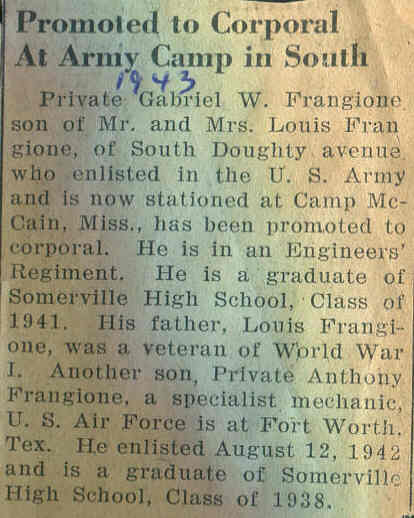 Promoted to Corporal
At Army Camp in South
1943
Private Gabriel W. Frangione
son of Mr. and Mrs. Louis Fran
gione, of South Doughty avenue
who enlisted in the U. S. Army
and is now stationed at Camp Mc-
Cain, Miss., has been promoted to
corporal. He is in an Engineers'
Regiment. He is a graduate of
Somerville High School, Class of
1941. His father, Louis Frangi-
one, was a veteran of World War
I. Another son, Private Anthony
Frangione, a specialist mechanic,
U. S. Air Force is at Fort Worth,
Tex. He enlisted August 12, 1942
and is a graduate of Somerville
High School, Class of 1938.